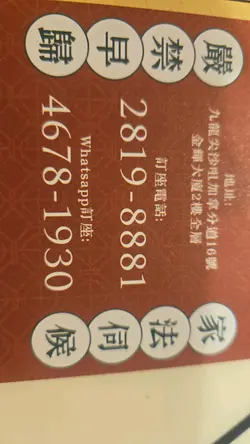 嚴禁早歸
地址:
九龍尖沙咀加拿分道16號
金輝大廈2樓全層
訂座電話:
2819-8881
Whatsapp訂座:
4678-1930
家法伺候